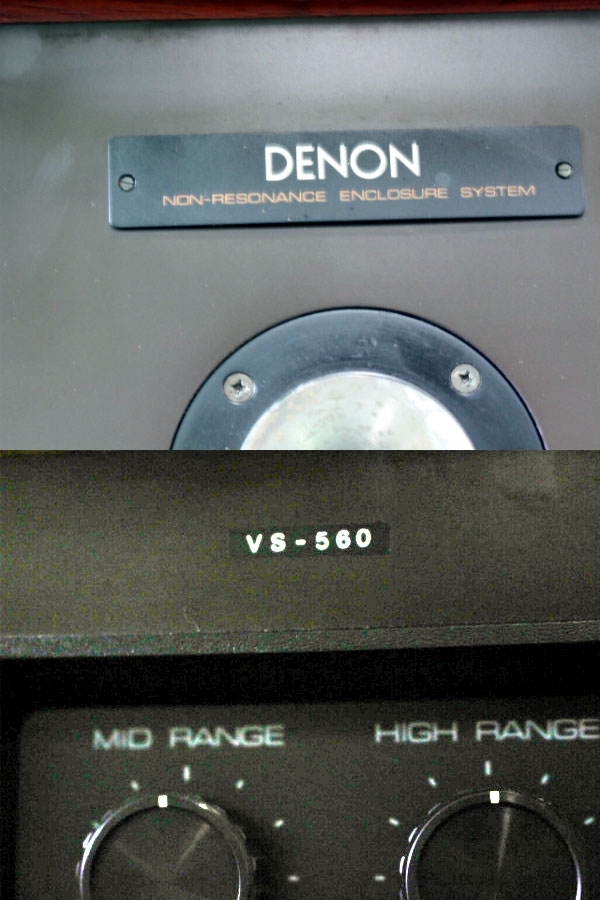 DENON
NON-RESONANCE ENCLOSURE SYSTEM
VS-560
MID RANGE
HIGH RANGE